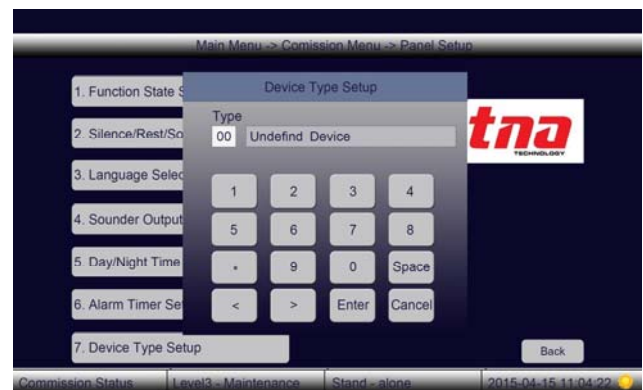 Main Menu -> Comission Menu -> Panel Setup
1. Function State S
2. Silence/Rest/So
3. Language Selec
4. Sounder Output
5. Day/Night Time
6. Alarm Timer Se
7. Device Type Setup
Device Type Setup
Type
00 Undefind Device
1 2 3 4
5 6 7 8
* 9 0 Space
< > Enter Cancel
tna
TECHNOLOGY
Back
Commission Status Level3 - Maintenance Stand - alone 2015-04-15 11:04:22